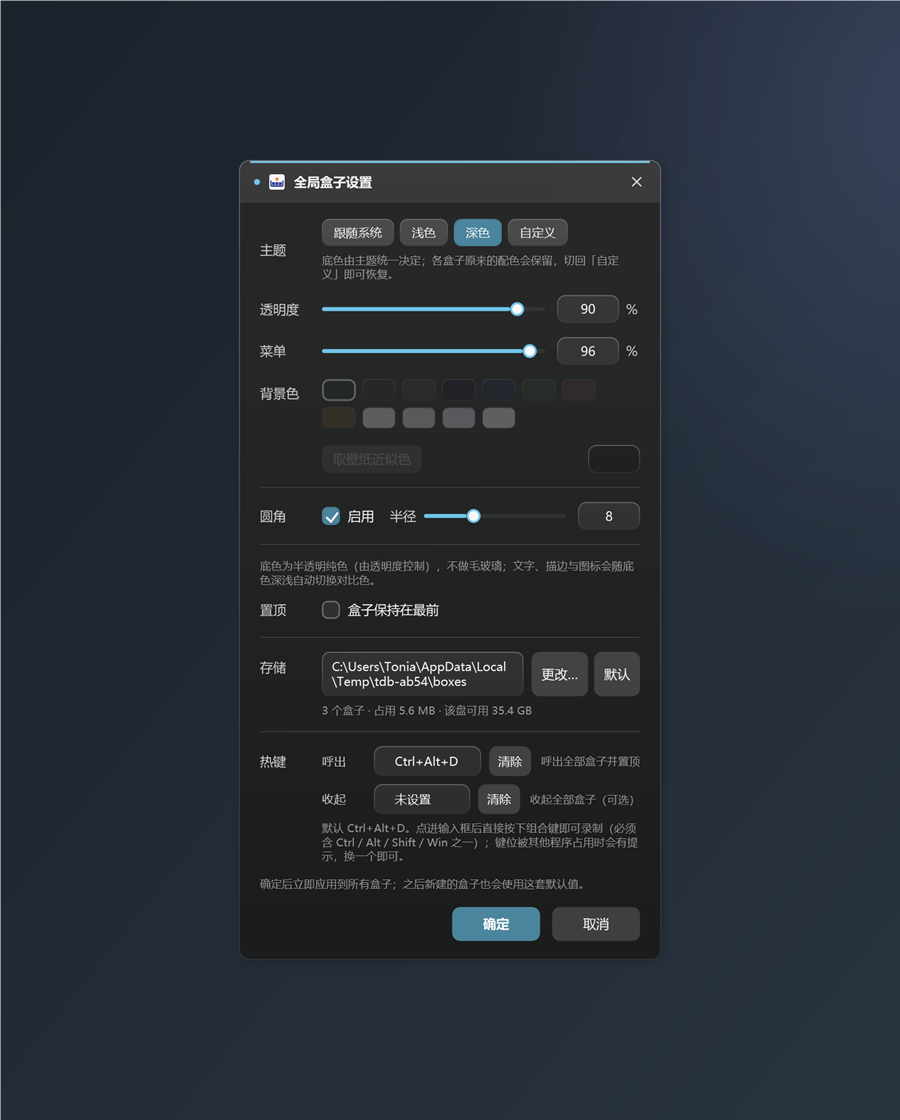 全局盒子设置
主题
跟随系统 浅色 深色 自定义
底色由主题统一决定；各盒子原来的配色会保留，切回「自定
义」即可恢复。
透明度 90 %
菜单 96 %
背景色
取壁纸近似色
圆角 启用 半径 8
底色为半透明纯色（由透明度控制），不做毛玻璃；文字、描边与图标会随底
色深浅自动切换对比色。
置顶 盒子保持在最前
存储
C:\Users\Tonia\AppData\Local
\Temp\tdb-ab54\boxes
更改... 默认
3 个盒子 · 占用 5.6 MB · 该盘可用 35.4 GB
热键 呼出 Ctrl+Alt+D 清除 呼出全部盒子并置顶
收起 未设置 清除 收起全部盒子（可选）
默认 Ctrl+Alt+D。点进输入框后直接按下组合键即可录制（必须
含 Ctrl / Alt / Shift / Win 之一）；键位被其他程序占用时会有提
示，换一个即可。
确定后立即应用到所有盒子；之后新建的盒子也会使用这套默认值。
确定 取消